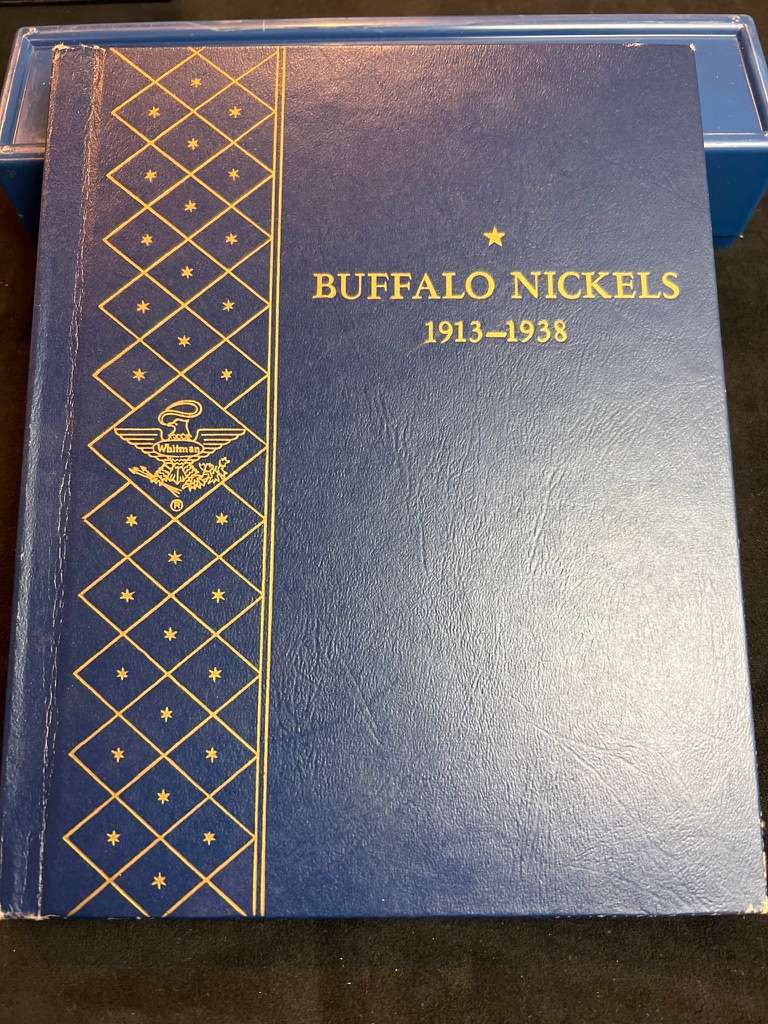 BUFFALO NICKELS
1913–1938
Whitman
®